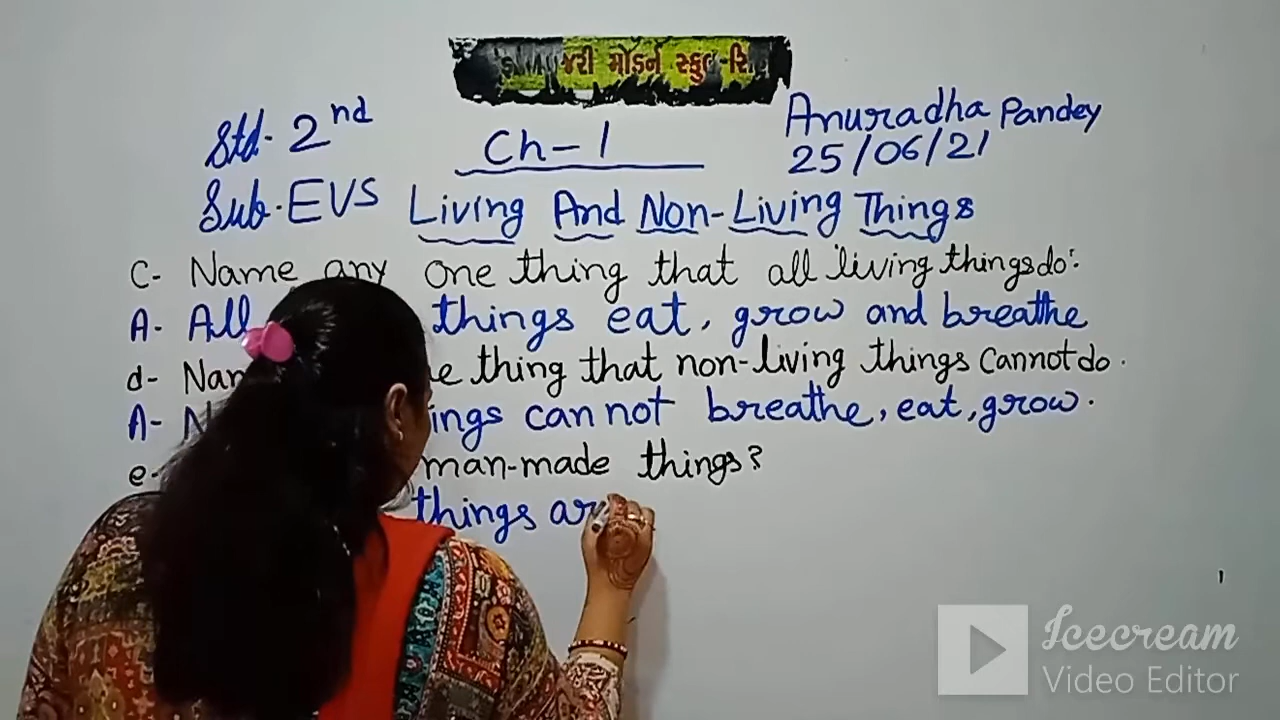 મોડર્ન સ્કુલ
Std- 2nd
Ch-1
Anuradha Pandey
25/06/21
Sub- EVS
Living And Non-Living Things
C- Name any one thing that all living things do:
A- All things eat, grow and breathe
d- Nam thing that non-living things cannot do.
A- N ings cannot breathe, eat, grow.
e- man-made things?
things ar
Icecream
Video Editor